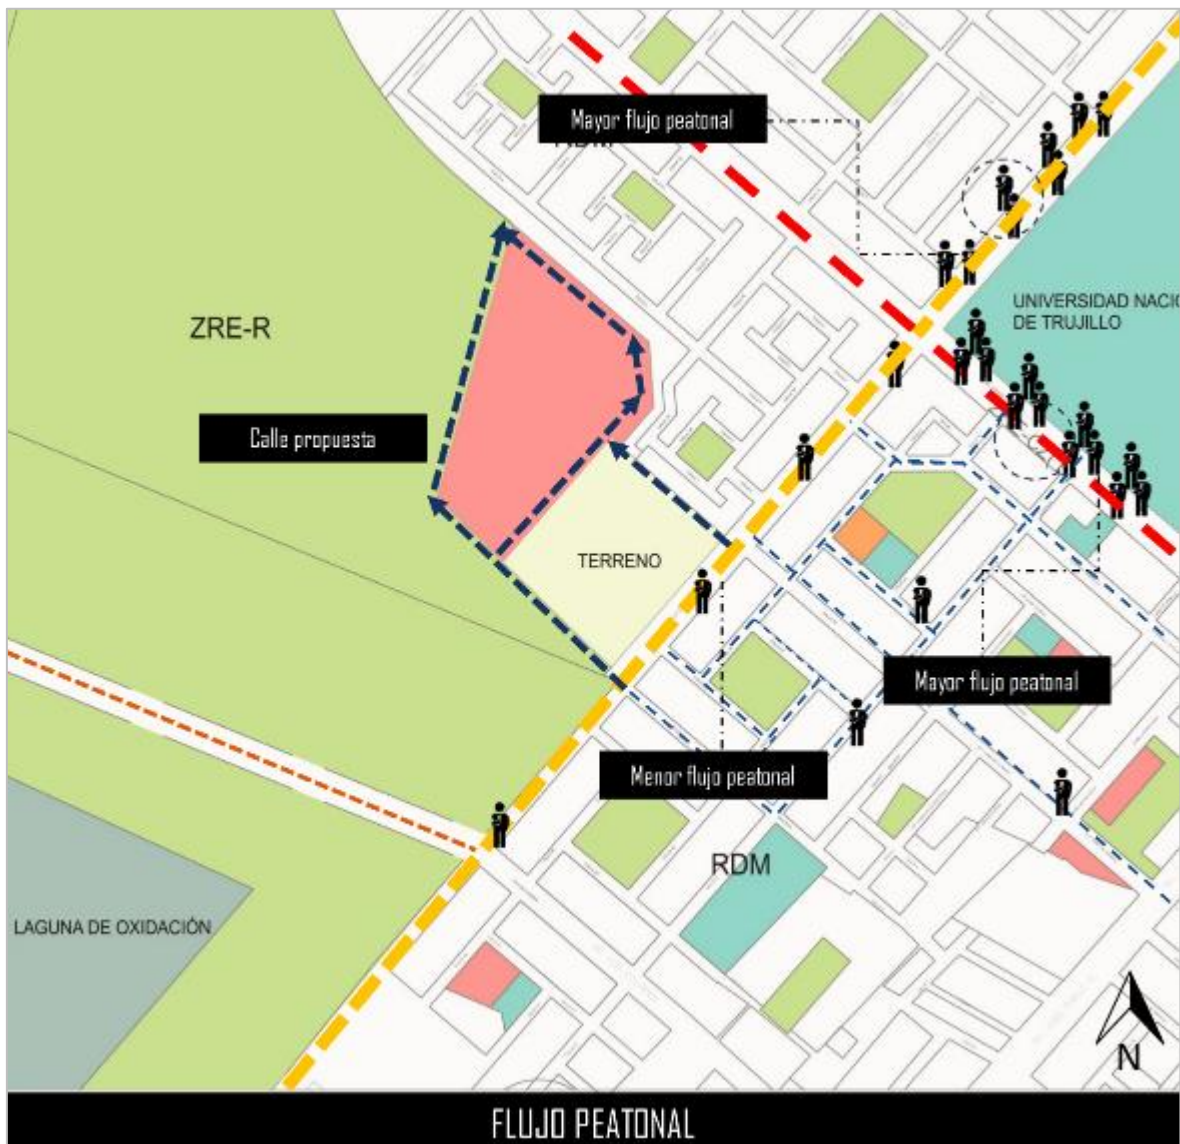 Mayor flujo peatonal
RDM
UNIVERSIDAD NACIO
DE TRUJILLO
ZRE-R
Calle propuesta
TERRENO
Mayor flujo peatonal
Menor flujo peatonal
RDM
LAGUNA DE OXIDACIÓN
N
FLUJO PEATONAL